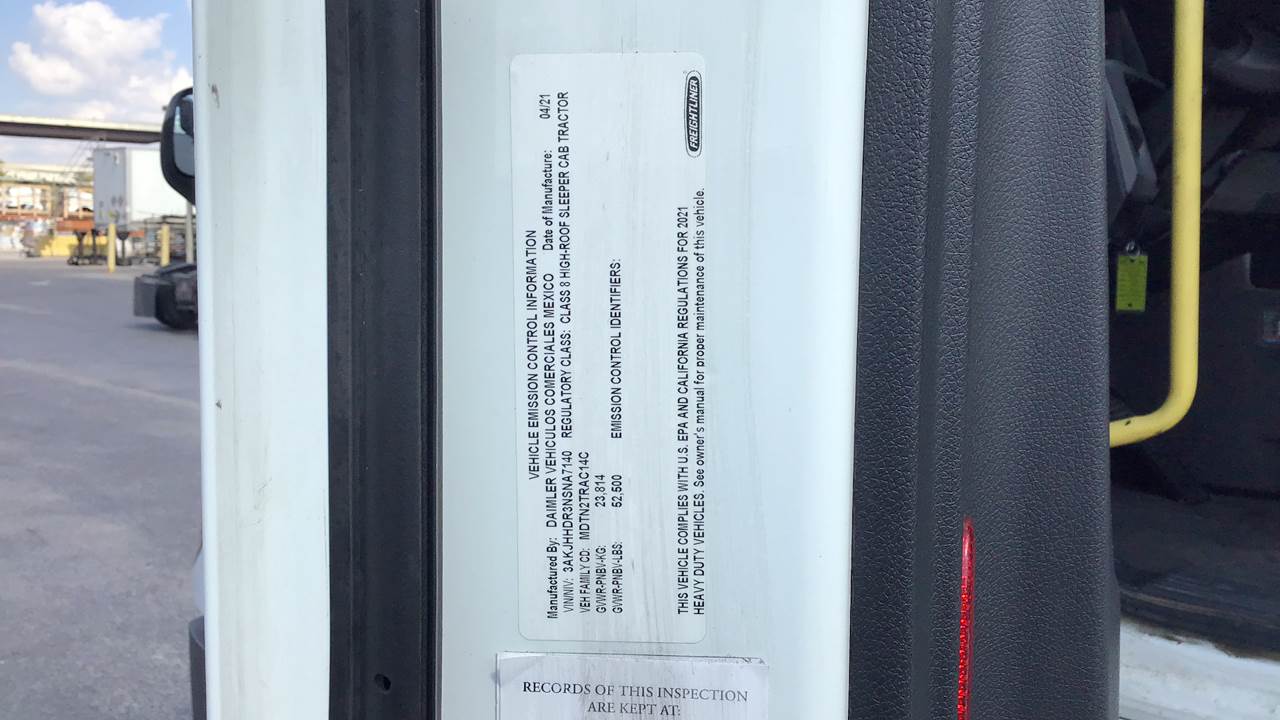 VEHICLE EMISSION CONTROL INFORMATION
Manufactured By: DAIMLER VEHICULOS COMERCIALES MEXICO Date of Manufacture: 04/21
VIN/NIV: 3AKJHHDR3NSNA7140 REGULATORY CLASS: CLASS 8 HIGH-ROOF SLEEPER CAB TRACTOR
VEH FAMILY CD: MDTN2TRAC14C
GVWR-PNBV-KG: 23,814
GVWR-PNBV-LBS: 52,500 EMISSION CONTROL IDENTIFIERS:
THIS VEHICLE COMPLIES WITH U.S. EPA AND CALIFORNIA REGULATIONS FOR 2021
HEAVY DUTY VEHICLES. See owner's manual for proper maintenance of this vehicle.
FREIGHTLINER
RECORDS OF THIS INSPECTION
ARE KEPT AT: